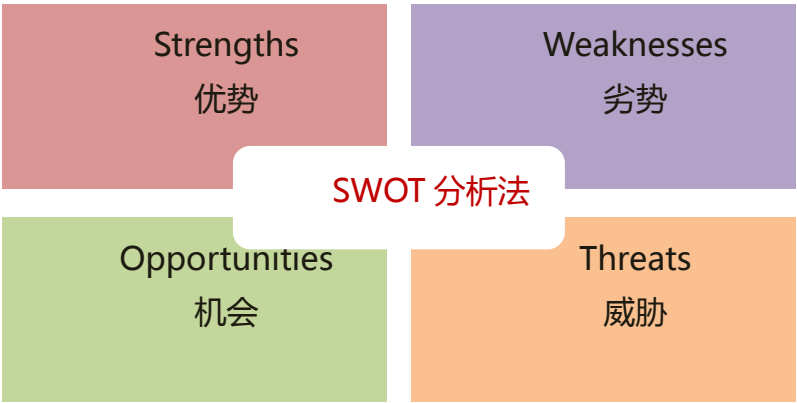 Strengths
优势
Weaknesses
劣势
SWOT 分析法
Opportunities
机会
Threats
威胁